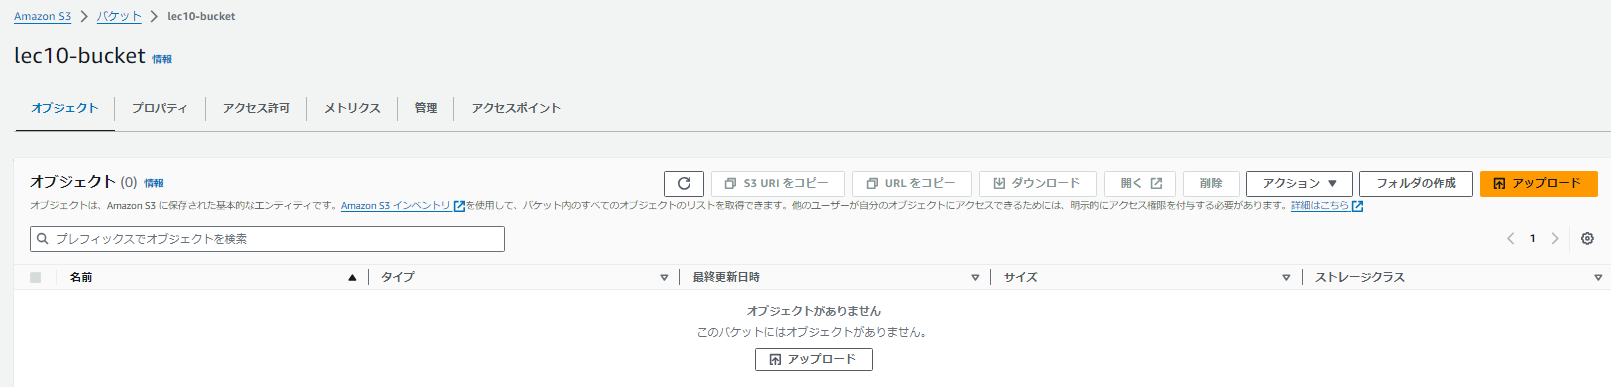 Amazon S3 > バケット > lec10-bucket
lec10-bucket 情報
オブジェクト プロパティ アクセス許可 メトリクス 管理 アクセスポイント
オブジェクト (0) 情報 S3 URI をコピー URL をコピー ダウンロード 開く 削除 アクション フォルダの作成 アップロード
オブジェクトは、Amazon S3 に保存された基本的なエンティティです。Amazon S3 インベントリを使用して、バケット内のすべてのオブジェクトのリストを取得できます。他のユーザーが自分のオブジェクトにアクセスできるためには、明示的にアクセス権限を付与する必要があります。詳細はこちら
プレフィックスでオブジェクトを検索 1
名前 タイプ 最終更新日時 サイズ ストレージクラス
オブジェクトがありません
このバケットにはオブジェクトがありません。
アップロード